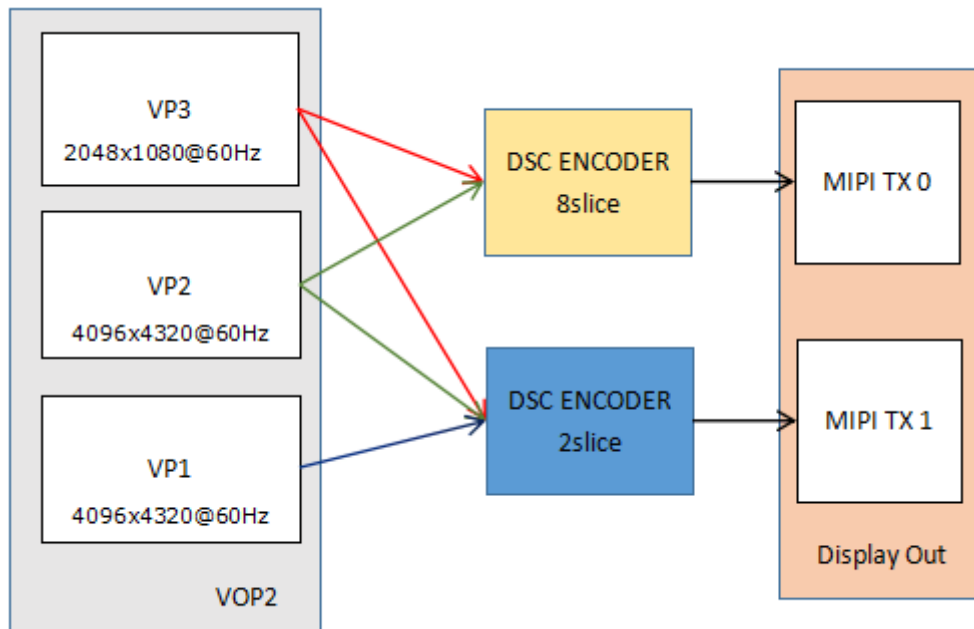 VP3
2048x1080@60Hz
VP2
4096x4320@60Hz
VP1
4096x4320@60Hz
VOP2
DSC ENCODER
8slice
DSC ENCODER
2slice
MIPI TX 0
MIPI TX 1
Display Out